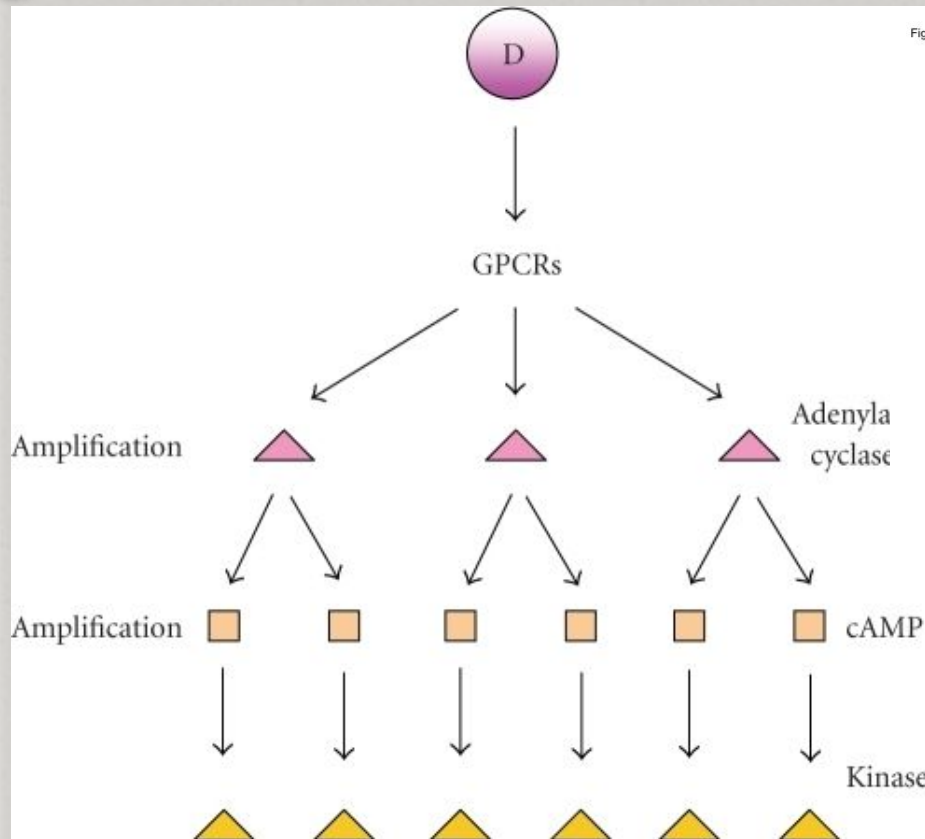 D
Fig
GPCRs
Amplification
Adenyla
cyclase
Amplification
cAMP
Kinase